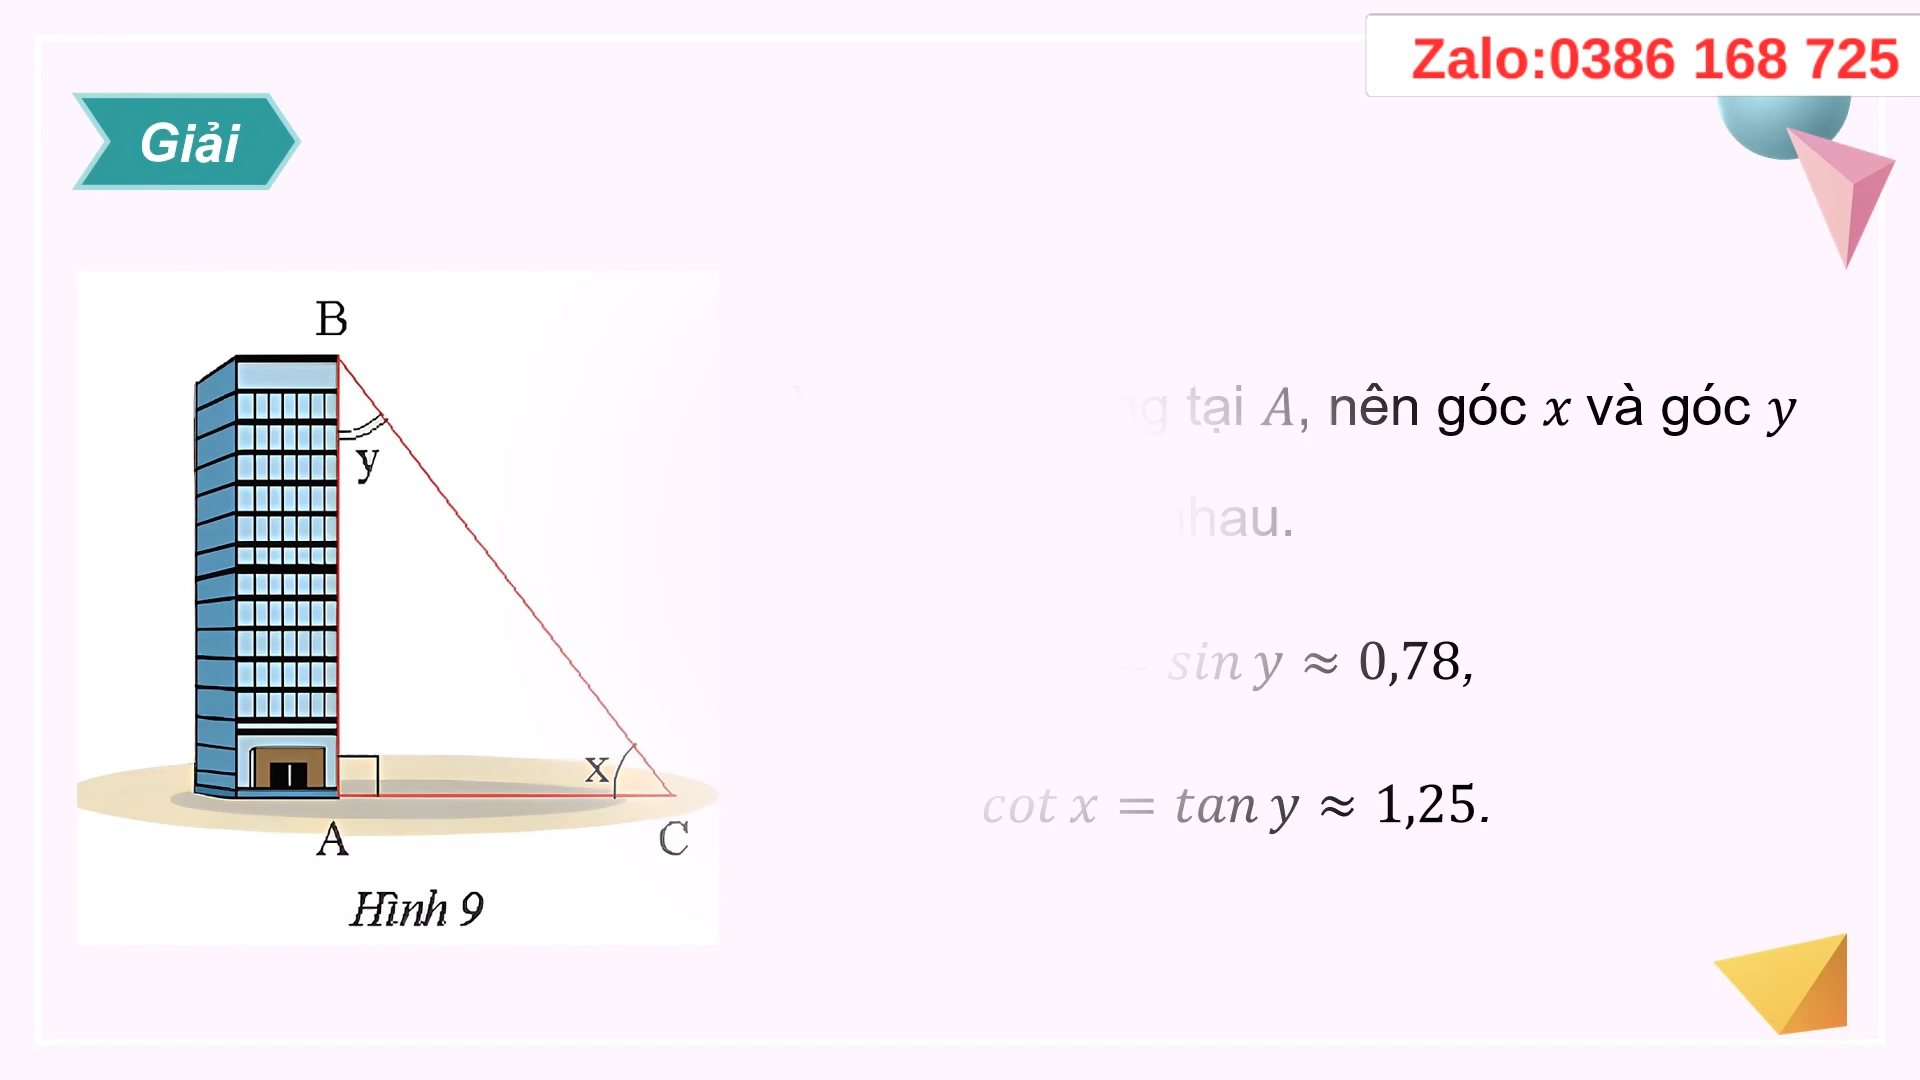 Zalo:0386 168 725
Giải
B
y
x
A
C
Hình 9
tại A, nên góc x và góc y
nhau.
= sin y ≈ 0,78,
cot x = tan y ≈ 1,25.